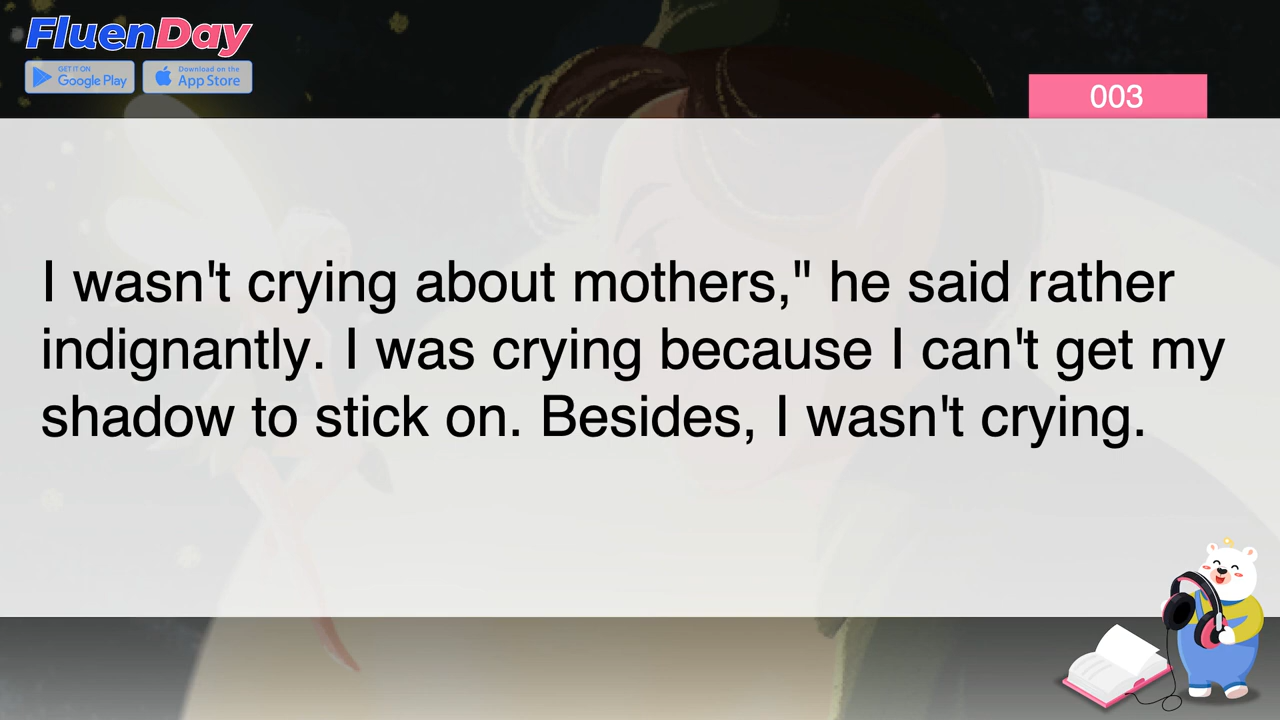 FluenDay
GET IT ON
Google Play
Download on the
App Store
003
I wasn't crying about mothers," he said rather
indignantly. I was crying because I can't get my
shadow to stick on. Besides, I wasn't crying.